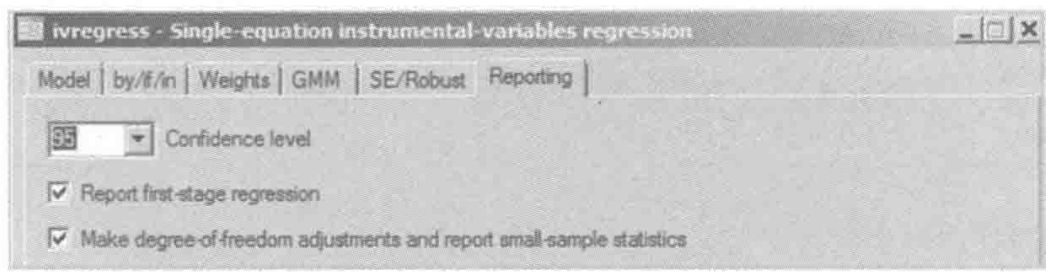 ivregress - Single-equation instrumental-variables regression
Model by/if/in Weights GMM SE/Robust Reporting
95 Confidence level
Report first-stage regression
Make degree-of-freedom adjustments and report small-sample statistics